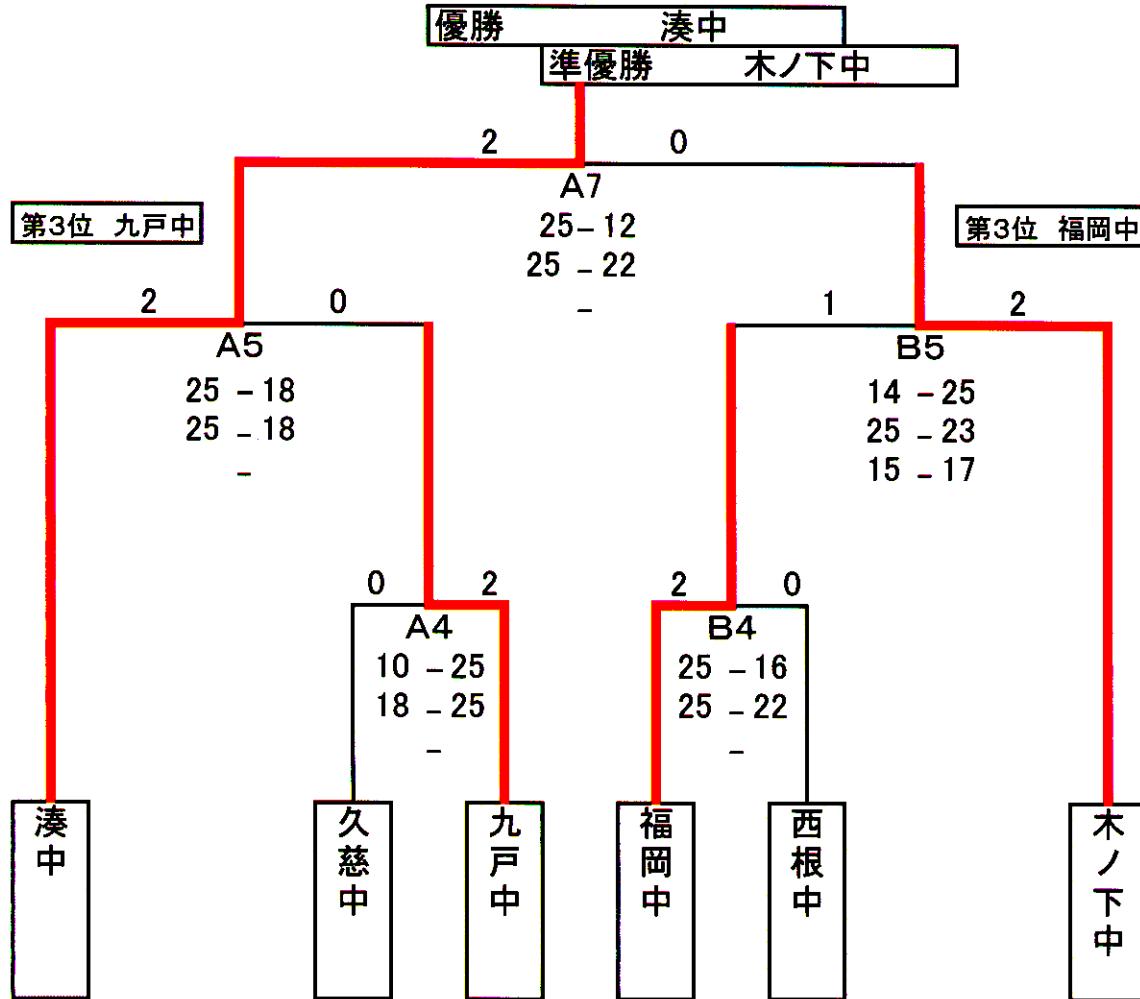 優勝 湊中
準優勝 木ノ下中
2 0
A7
25-12
25-22
-
第3位 九戸中
第3位 福岡中
2 0
A5
25-18
25-18
-
1 2
B5
14-25
25-23
15-17
0 2
A4
10-25
18-25
-
2 0
B4
25-16
25-22
-
湊中
久慈中
九戸中
福岡中
西根中
木ノ下中